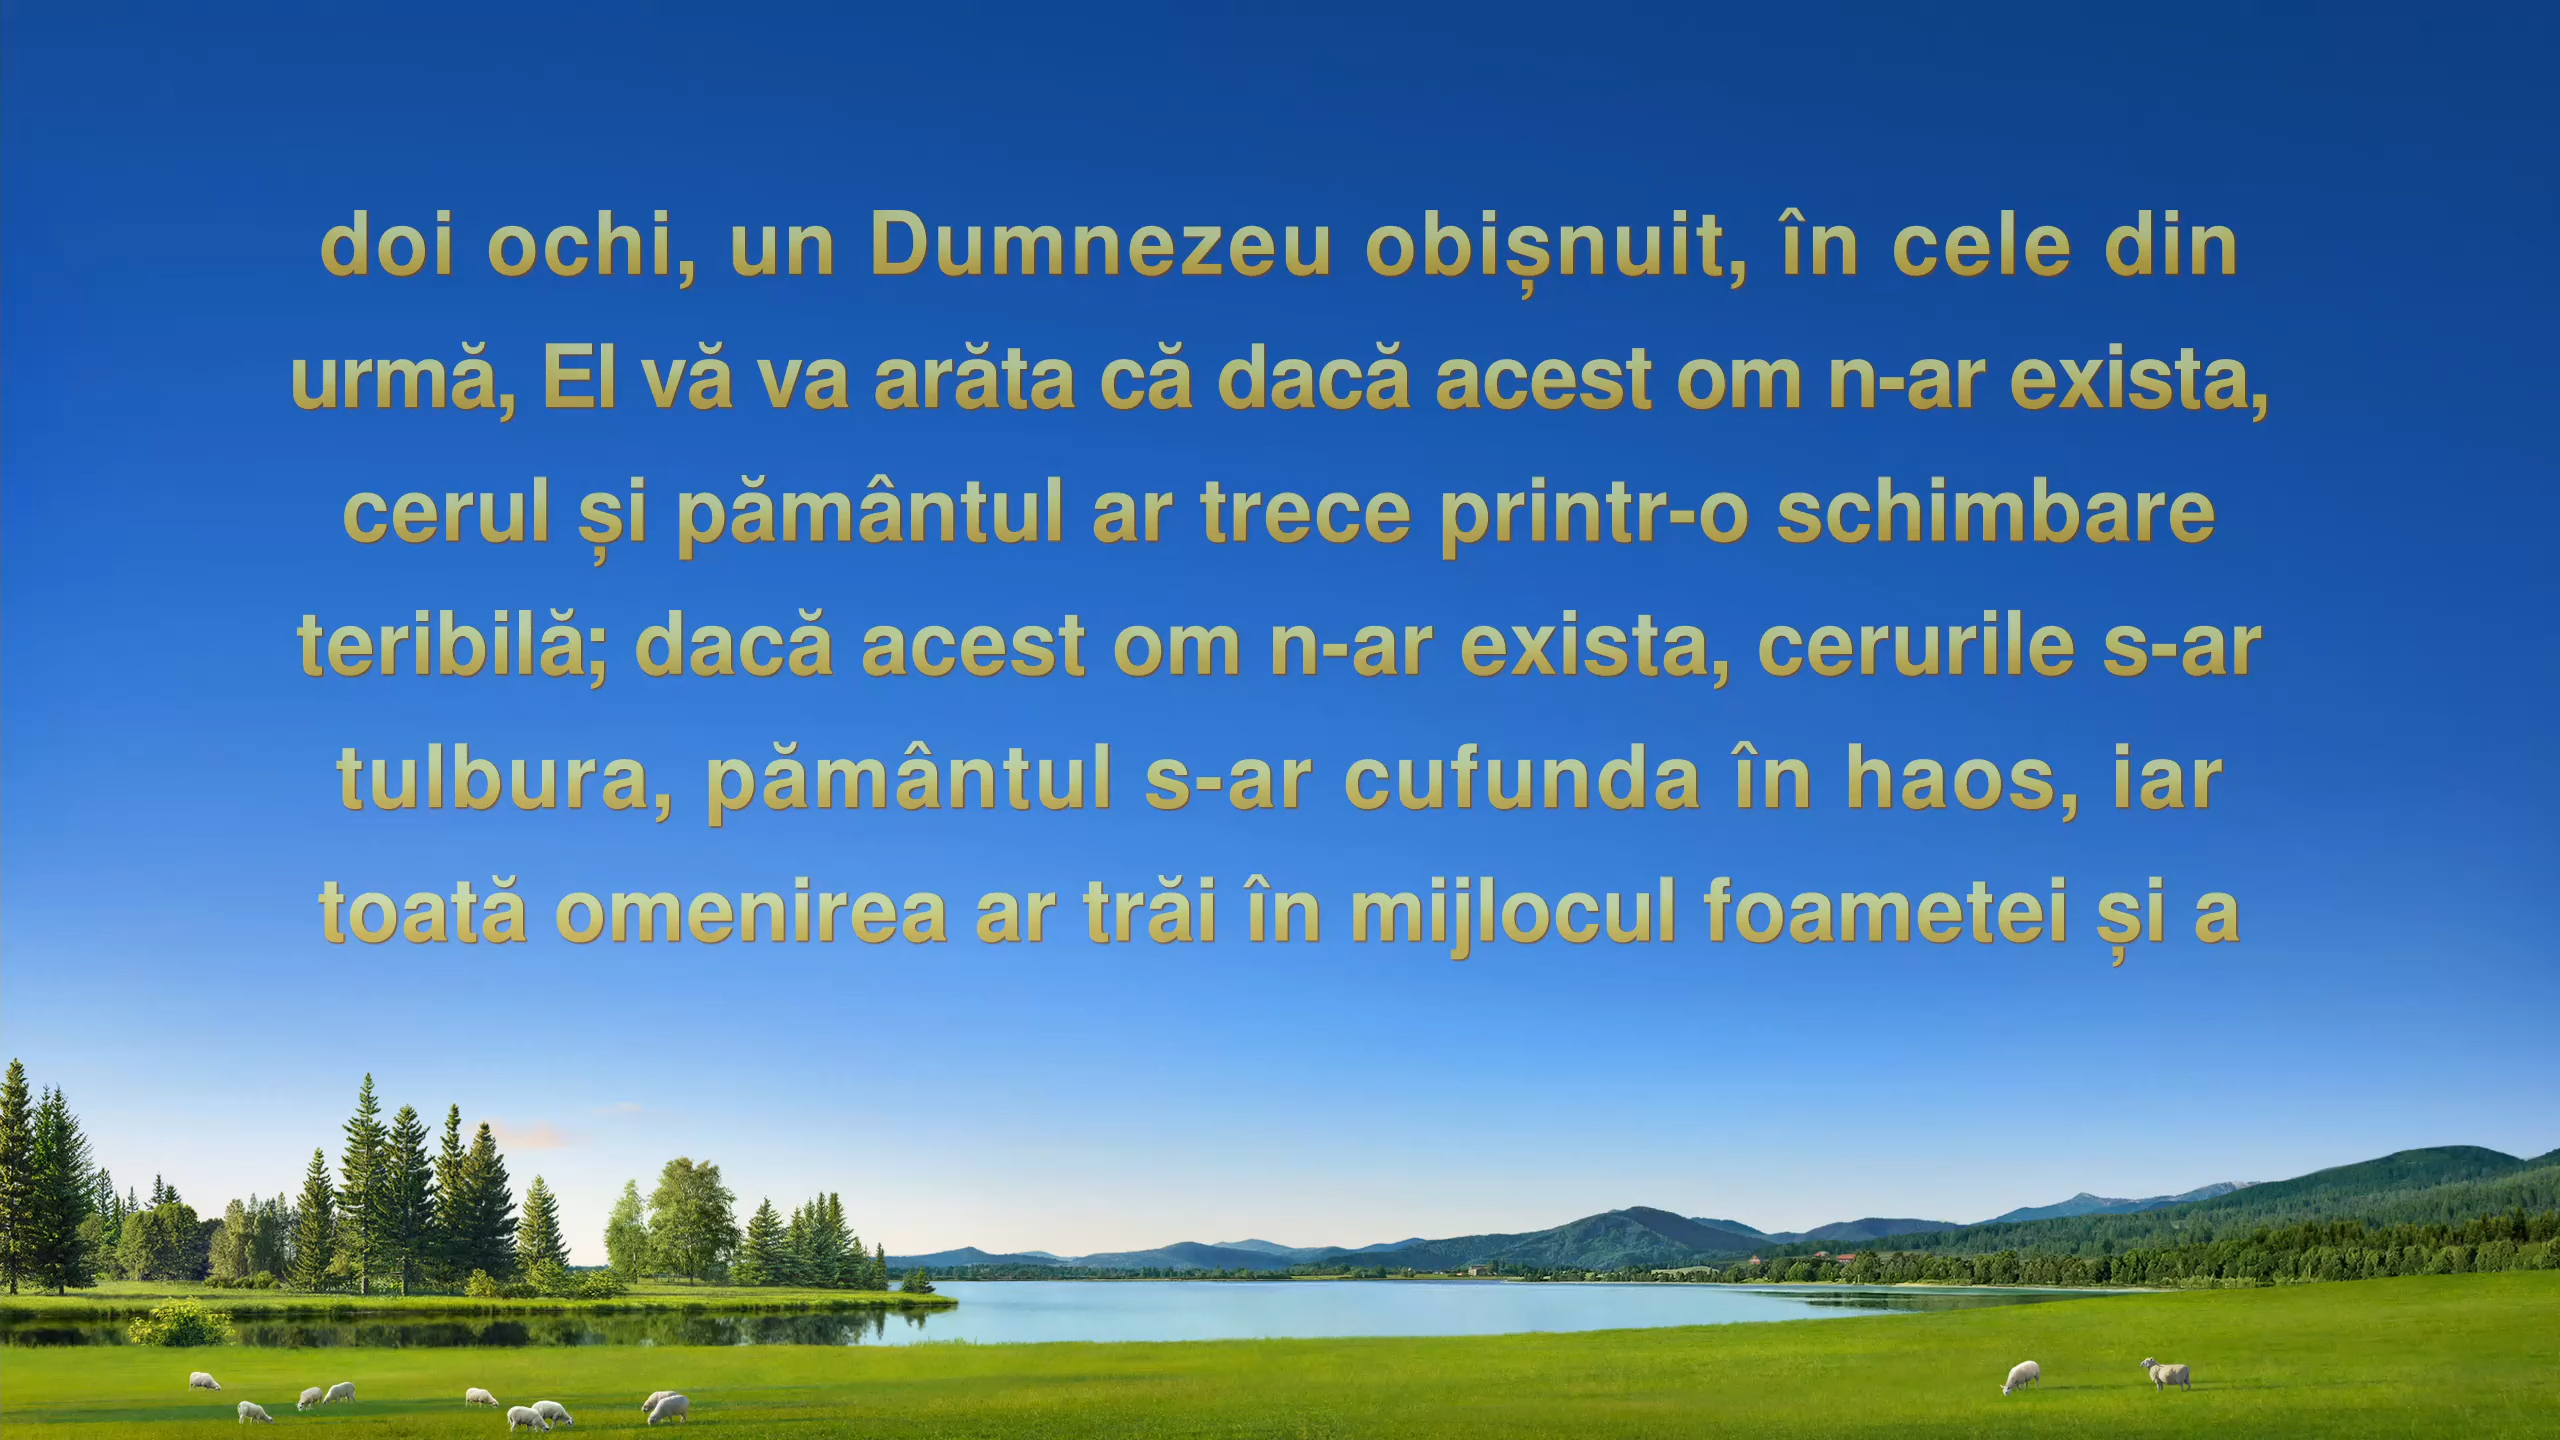 doi ochi, un Dumnezeu obișnuit, în cele din
urmă, El vă va arăta că dacă acest om n-ar exista,
cerul și pământul ar trece printr-o schimbare
teribilă; dacă acest om n-ar exista, cerurile s-ar
tulbura, pământul s-ar cufunda în haos, iar
toată omenirea ar trăi în mijlocul foametei și a